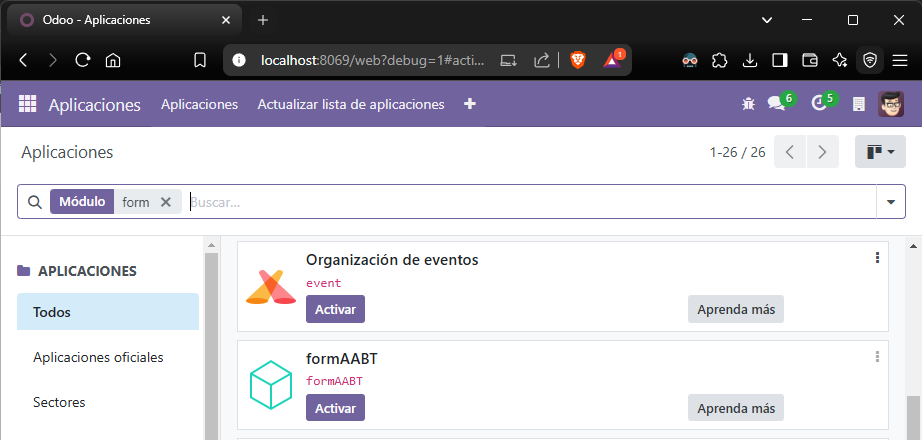 Odoo - Aplicaciones
localhost:8069/web?debug=1#acti...
1
Aplicaciones Aplicaciones Actualizar lista de aplicaciones
6
5
Aplicaciones
1-26 / 26
Módulo form Buscar...
APLICACIONES
Todos
Aplicaciones oficiales
Sectores
Organización de eventos
event
Activar Aprenda más
formAABT
formAABT
Activar Aprenda más